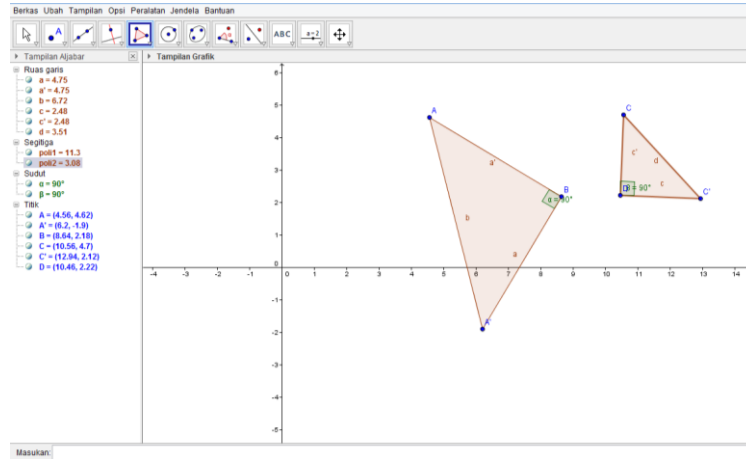 Berkas Ubah Tampilan Opsi Peralatan Jendela Bantuan
A ABC a=2
Tampilan Aljabar
Tampilan Grafik
Ruas garis
a = 4.75
a' = 4.75
b = 6.72
c = 2.48
c' = 2.48
d = 3.51
Segitiga
poli1 = 11.3
poli2 = 3.08
Sudut
α = 90°
β = 90°
Titik
A = (4.56, 4.62)
A' = (6.2, -1.9)
B = (8.64, 2.18)
C = (10.56, 4.7)
C' = (12.94, 2.12)
D = (10.46, 2.22)
6
5
4
3
2
1
0
-1
-2
-3
-4
-5
-4 -3 -2 -1 0 1 2 3 4 5 6 7 8 9 10 11 12 13 14
A
a'
B
α = 90°
b
a
A'
C
c'
d
D
β = 90°
c
C'
Masukan: